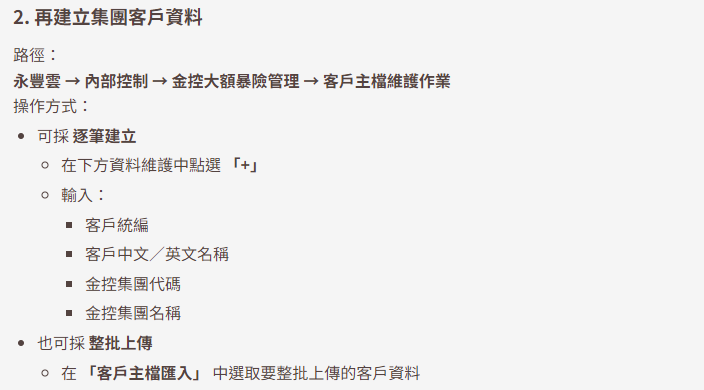 2. 再建立集團客戶資料
路徑：
永豐雲 → 內部控制 → 金控大額暴險管理 → 客戶主檔維護作業
操作方式：
可採 逐筆建立
在下方資料維護中點選 「+」
輸入：
客戶統編
客戶中文／英文名稱
金控集團代碼
金控集團名稱
也可採 整批上傳
在 「客戶主檔匯入」 中選取要整批上傳的客戶資料